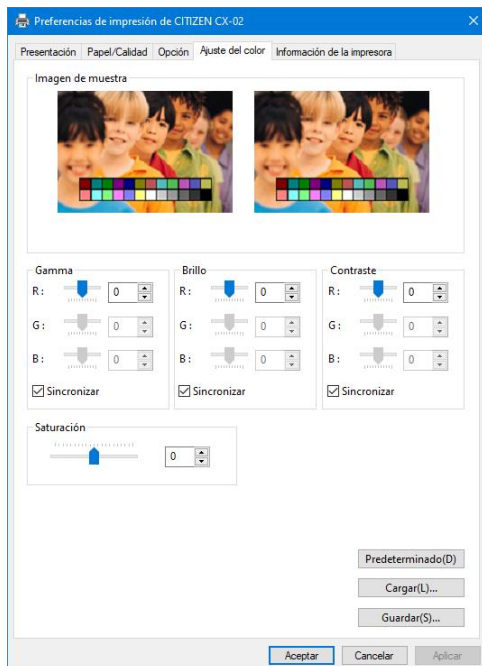 Preferencias de impresión de CITIZEN CX-02
Presentación Papel/Calidad Opción Ajuste del color Información de la impresora
Imagen de muestra
Gamma Brillo Contraste
R: 0 R: 0 R: 0
G: 0 G: 0 G: 0
B: 0 B: 0 B: 0
Sincronizar Sincronizar Sincronizar
Saturación
0
Predeterminado(D)
Cargar(L)...
Guardar(S)...
Aceptar Cancelar Aplicar